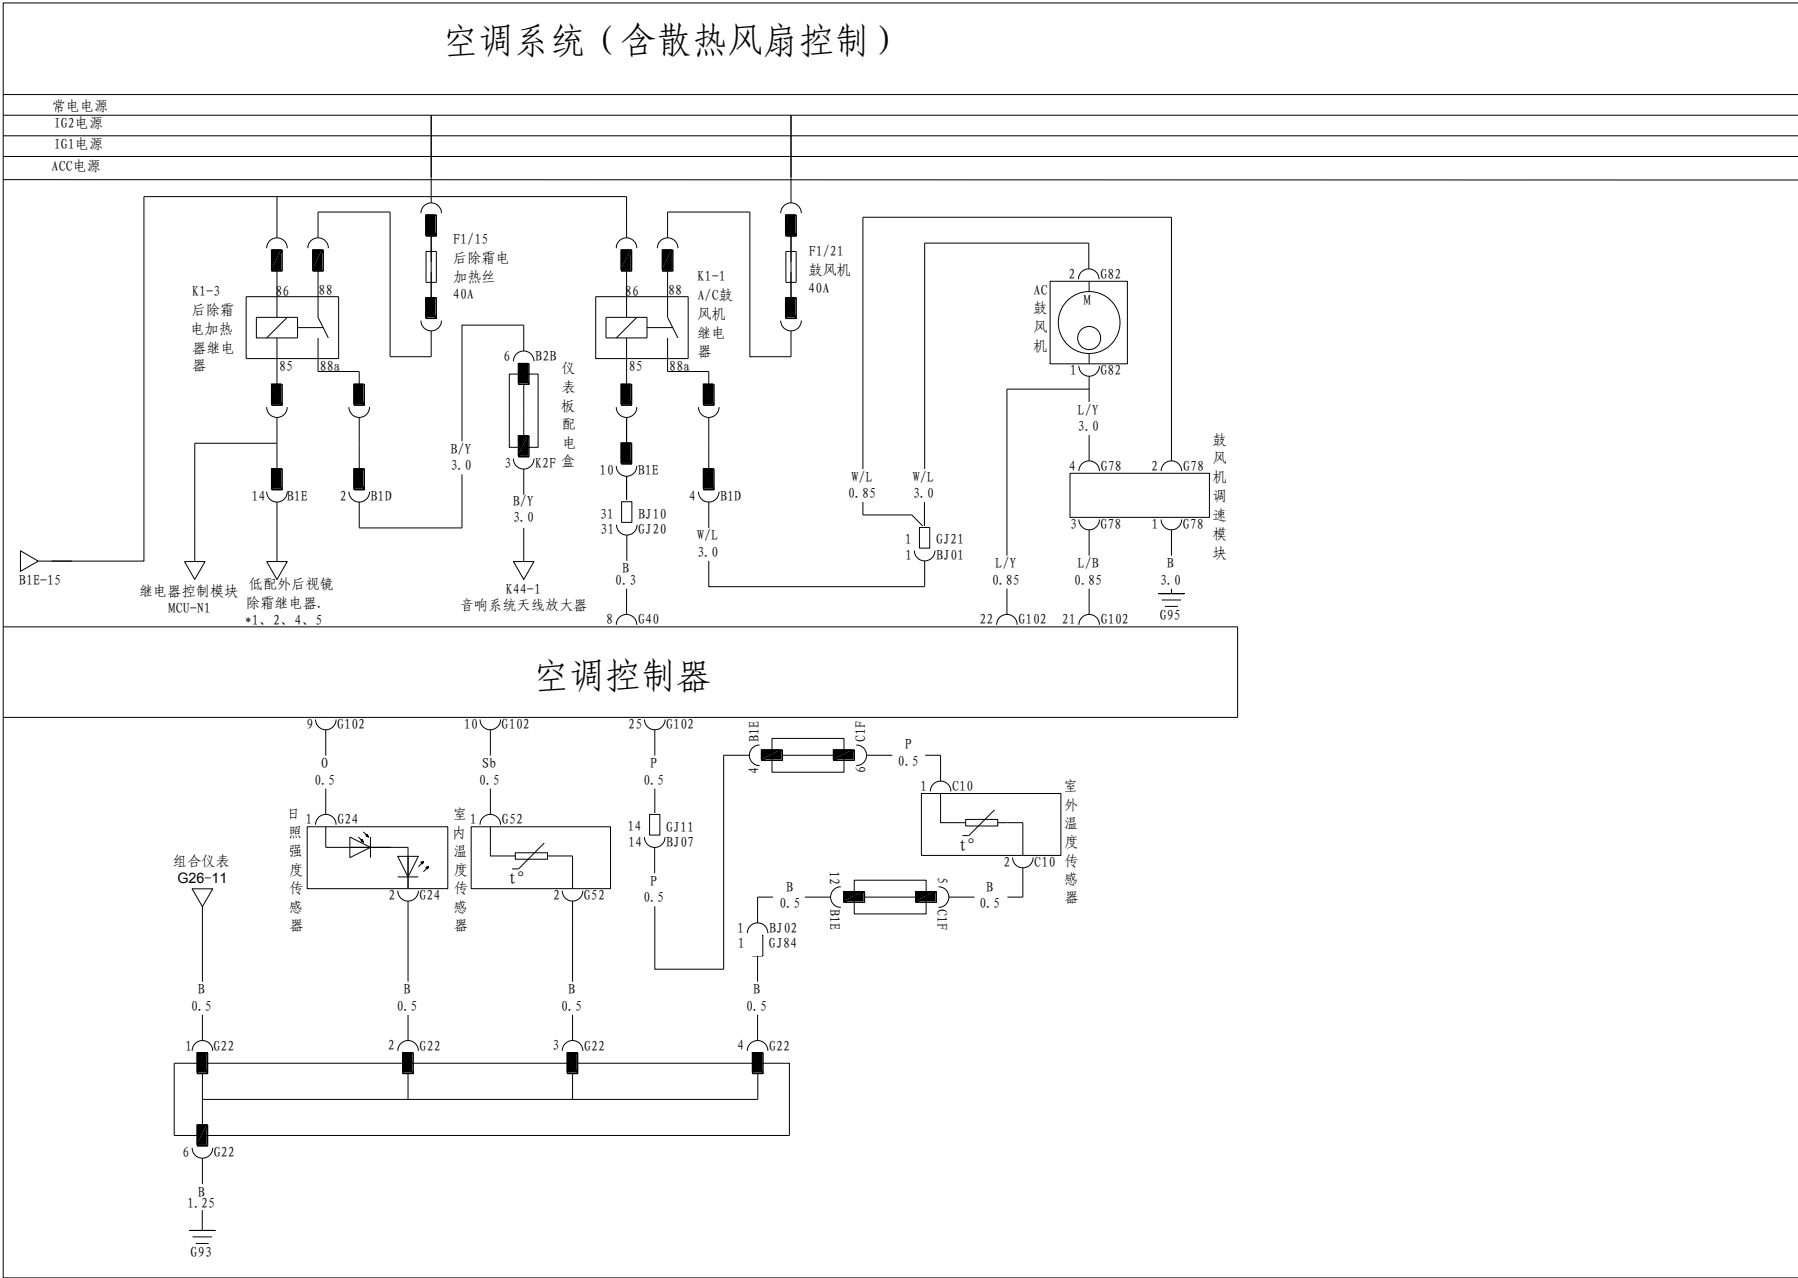 空调系统（含散热风扇控制）
常电电源
IG2电源
IG1电源
ACC电源
K1-3
后除霜
电加热
器继电
器
86
88
85
88a
F1/15
后除霜电
加热丝
40A
K1-1
A/C鼓
风机
继电
器
86
88
85
88a
F1/21
鼓风机
40A
AC
鼓
风
机
2
G82
M
1
G82
6
B2B
仪表板配电盒
3
K2F
B/Y
3.0
B/Y
3.0
14
B1E
2
B1D
10
B1E
31
BJ10
31
GJ20
4
B1D
W/L
3.0
B
0.3
W/L
0.85
W/L
3.0
1
GJ21
1
BJ01
L/Y
3.0
4
G78
2
G78
鼓风机调速模块
3
G78
1
G78
L/Y
0.85
L/B
0.85
B
3.0
G95
B1E-15
继电器控制模块
MCU-N1
低配外后视镜
除霜继电器.
*1、2、4、5
K44-1
音响系统天线放大器
8
G40
22
G102
21
G102
空调控制器
9
G102
10
G102
25
G102
O
0.5
Sb
0.5
P
0.5
日照强度传感器
1
G24
2
G24
室内温度传感器
1
G52
t°
2
G52
14
GJ11
14
BJ07
P
0.5
4
B1E
6
C1F
P
0.5
1
C10
t°
室外温度传感器
2
C10
12
B1E
5
C1F
B
0.5
B
0.5
1
BJ02
1
GJ84
组合仪表
G26-11
B
0.5
B
0.5
B
0.5
B
0.5
1
G22
2
G22
3
G22
4
G22
6
G22
B
1.25
G93